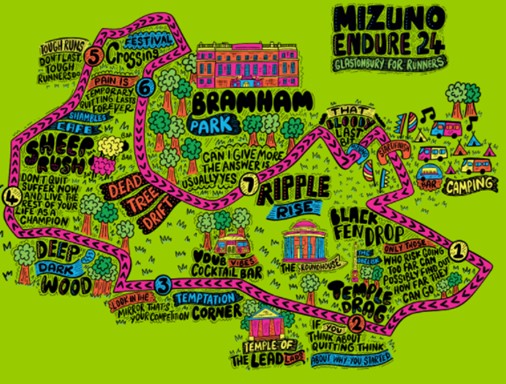 MIZUNO
ENDURE 24
GLASTONBURY FOR RUNNERS
TOUGH RUNS
DON'T LAST,
TOUGH
RUNNERS DO
5
FESTIVAL
Crossing
6
PAIN IS
TEMPORARY
QUITTING LASTS
FOREVER
SHAMBLES
CAFE
BRAMHAM
PARK
CAN I GIVE MORE
THE ANSWER IS
USUALLY YES
7
THAT
BLOODY
LAST
BIT
BAR
CAMPING
SHEEP
RUSH
DON'T QUIT
SUFFER NOW
AND LIVE THE
REST OF YOUR
LIFE AS A
CHAMPION
4
DEAD
TREE
DRIFT
RIPPLE
RISE
BLACK
FEN DROP
ONLY THOSE
WHO RISK GOING
TOO FAR CAN
POSSIBLY FIND
HOW FAR THEY
CAN GO
1
DEEP
DARK
WOOD
VDUB VIBES
COCKTAIL BAR
THE ROUNDHOUSE
3
TEMPTATION
CORNER
LOOK IN THE
MIRROR THAT'S
YOUR COMPETITION
TEMPLE
DRAG
2
IF YOU
THINK ABOUT
QUITTING THINK
ABOUT WHY YOU STARTED
TEMPLE OF
THE LEAD LADS